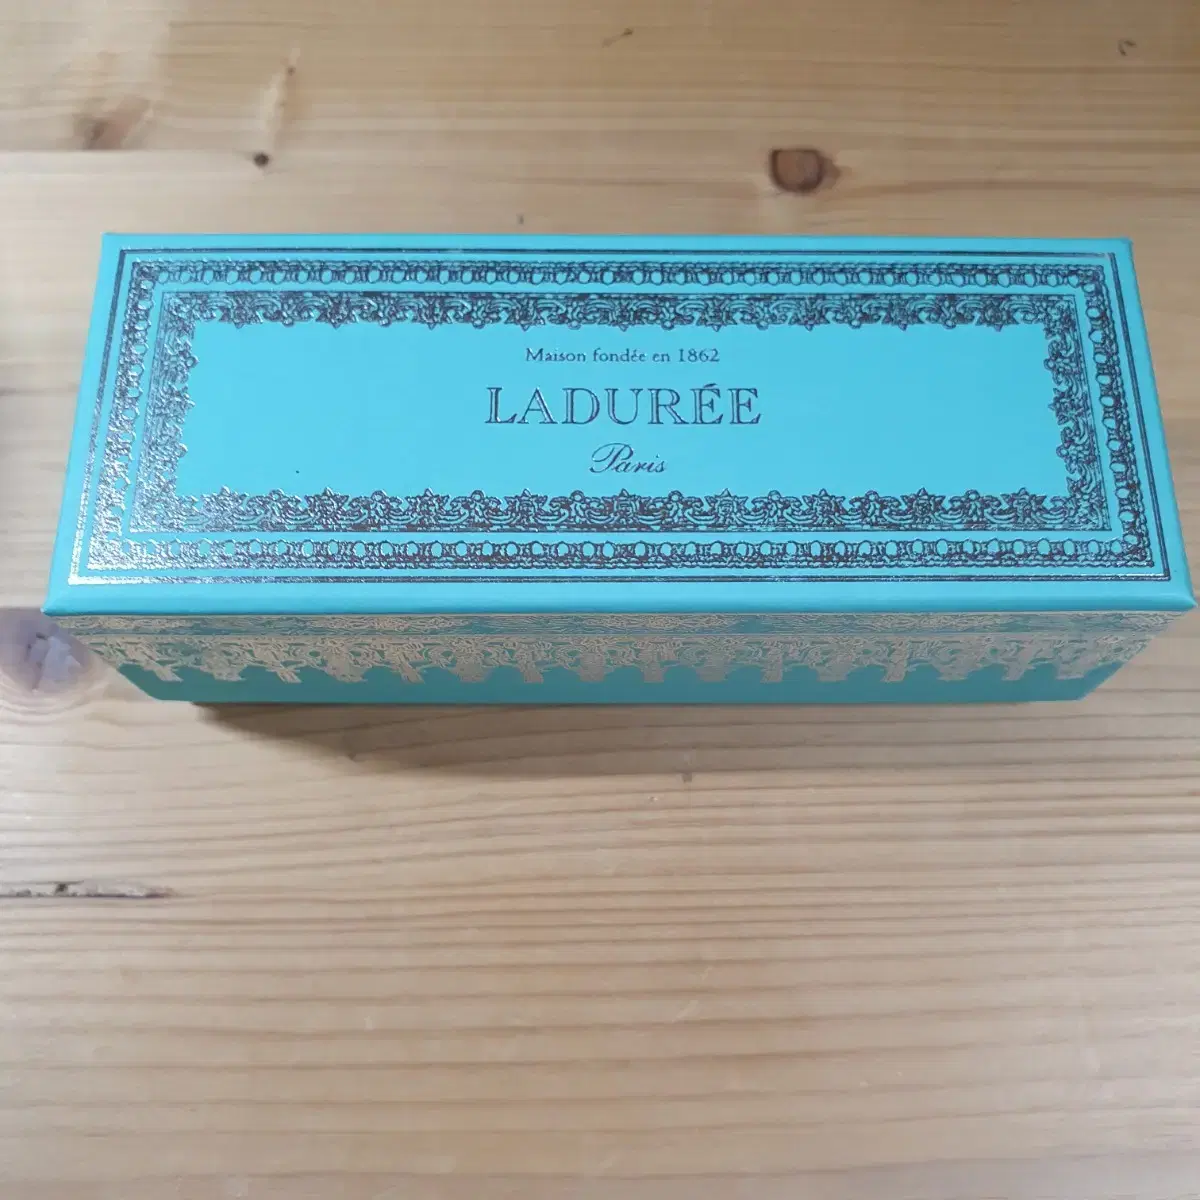 Maison fondée en 1862
LADURÉE
Paris